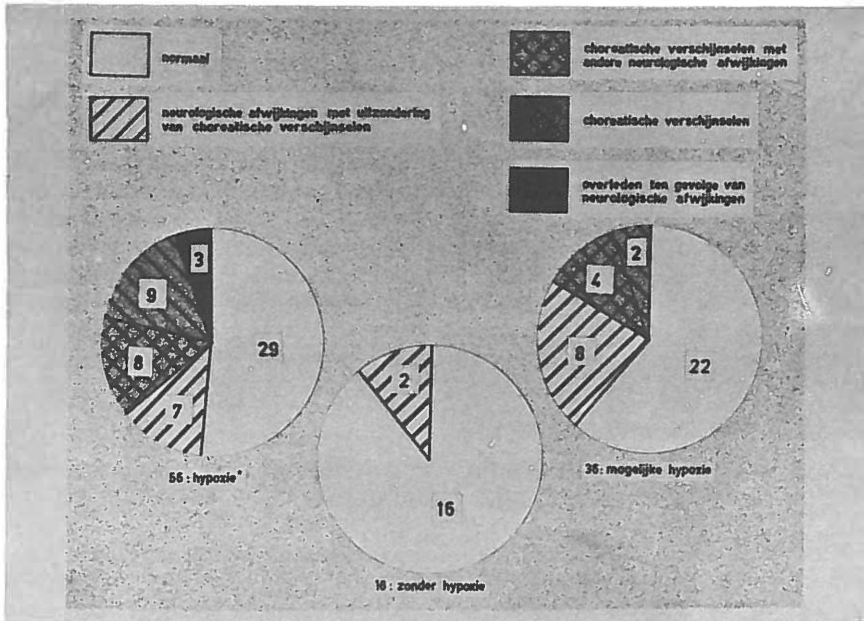 normaal
neurologische afwijkingen met uitzondering
van choreatische verschijnselen
choreatische verschijnselen met
andere neurologische afwijkingen
choreatische verschijnselen
overleden ten gevolge van
neurologische afwijkingen
3
9
8
7
29
56 : hypoxie*
2
16
16 : zonder hypoxie
2
4
8
22
36 : mogelijke hypoxie